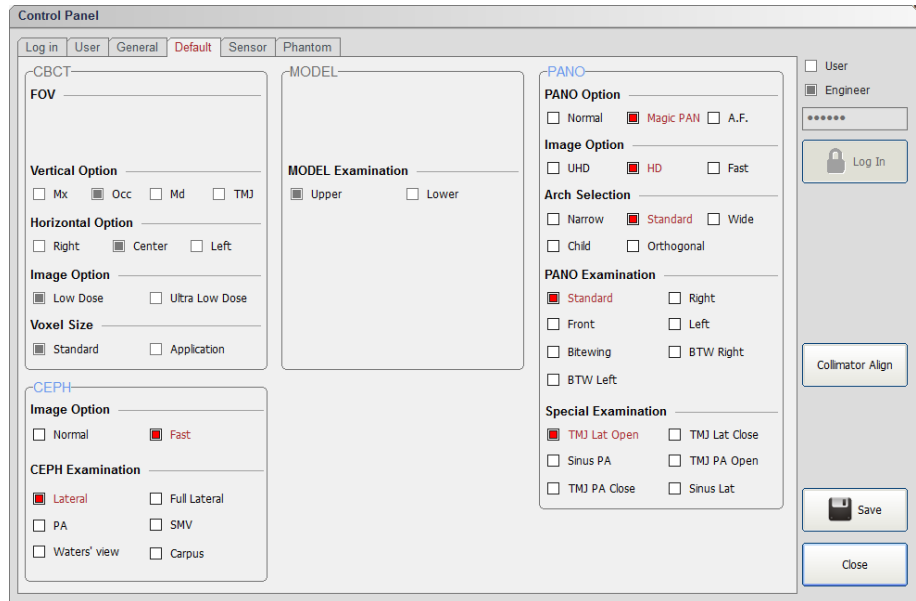 Control Panel
Log in User General Default Sensor Phantom
CBCT
FOV
Vertical Option
Mx Occ Md TMJ
Horizontal Option
Right Center Left
Image Option
Low Dose Ultra Low Dose
Voxel Size
Standard Application
MODEL
MODEL Examination
Upper Lower
CEPH
Image Option
Normal Fast
CEPH Examination
Lateral Full Lateral
PA SMV
Waters' view Carpus
PANO
PANO Option
Normal Magic PAN A.F.
Image Option
UHD HD Fast
Arch Selection
Narrow Standard Wide
Child Orthogonal
PANO Examination
Standard Right
Front Left
Bitewing BTW Right
BTW Left
Special Examination
TMJ Lat Open TMJ Lat Close
Sinus PA TMJ PA Open
TMJ PA Close Sinus Lat
User
Engineer
Log In
Collimator Align
Save
Close